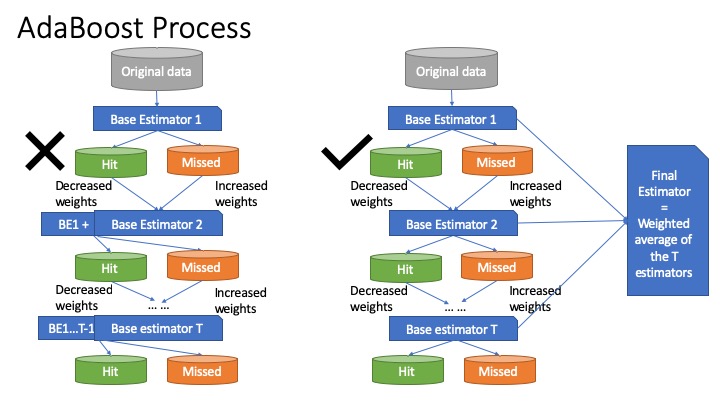 AdaBoost Process
Original data
Base Estimator 1
Hit
Missed
Decreased
weights
Increased
weights
BE1 +
Base Estimator 2
Hit
Missed
Decreased
weights
... ...
Increased
weights
BE1...T-1
Base estimator T
Hit
Missed
Original data
Base Estimator 1
Hit
Missed
Decreased
weights
Increased
weights
Base Estimator 2
Hit
Missed
Decreased
weights
... ...
Increased
weights
Base estimator T
Hit
Missed
Final
Estimator
=
Weighted
average of
the T
estimators